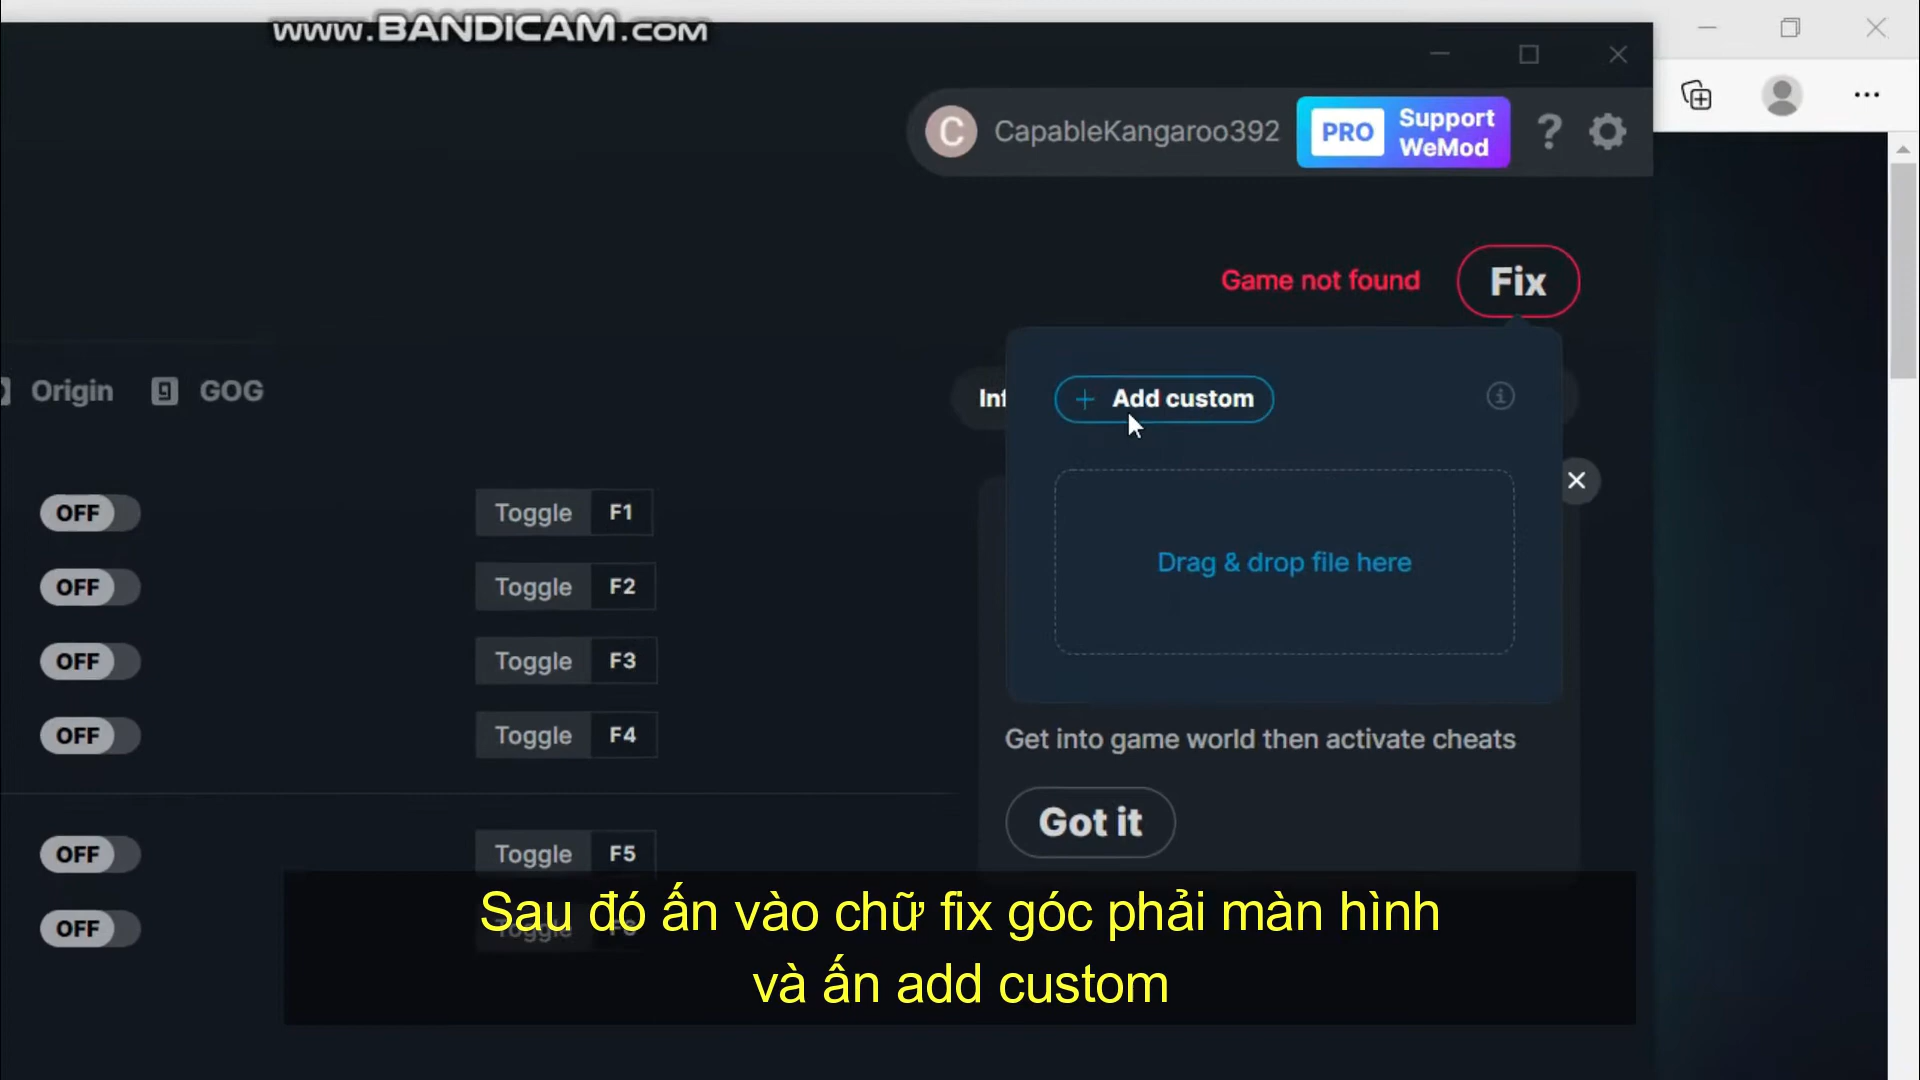 www.BANDICAM.com
C CapableKangaroo392 PRO Support WeMod ?
Game not found Fix
Origin GOG
Add custom
OFF Toggle F1
Drag & drop file here
OFF Toggle F2
OFF Toggle F3
OFF Toggle F4
Get into game world then activate cheats
Got it
OFF Toggle F5
OFF Toggle F6
Sau đó ấn vào chữ fix góc phải màn hình
và ấn add custom